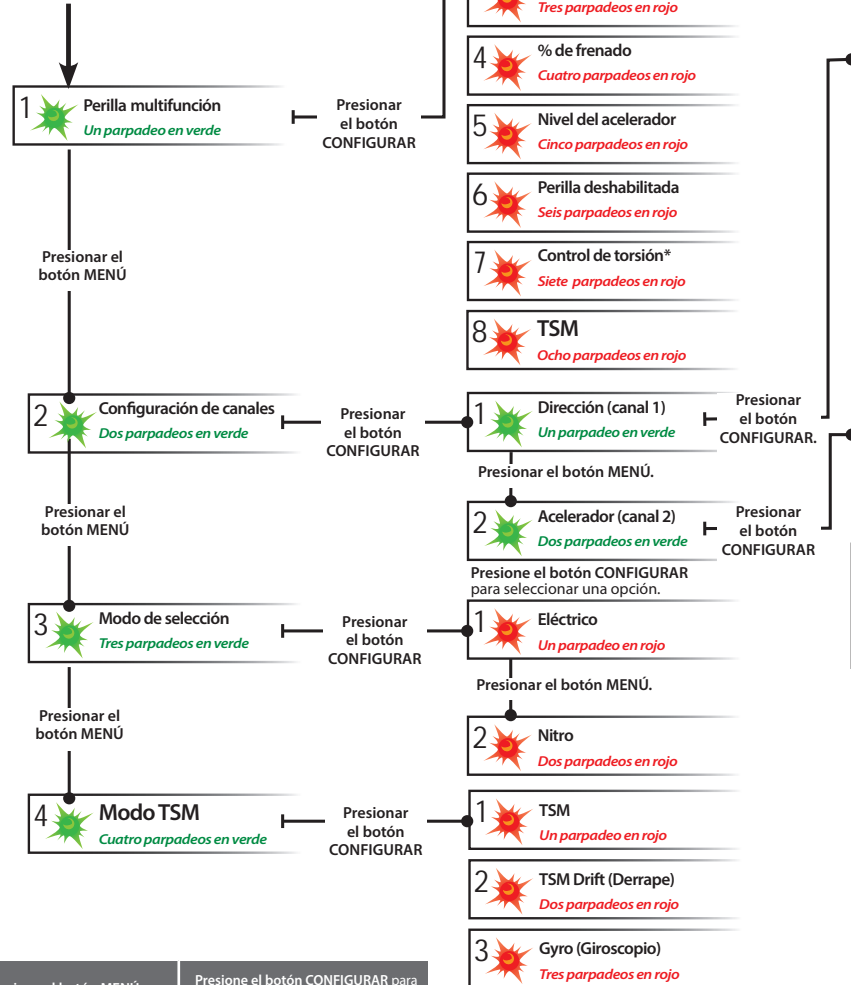 Tres parpadeos en rojo
4 % de frenado
Cuatro parpadeos en rojo
1 Perilla multifunción
Un parpadeo en verde
Presionar
el botón
CONFIGURAR
5 Nivel del acelerador
Cinco parpadeos en rojo
6 Perilla deshabilitada
Seis parpadeos en rojo
Presionar el
botón MENÚ
7 Control de torsión*
Siete parpadeos en rojo
8 TSM
Ocho parpadeos en rojo
2 Configuración de canales
Dos parpadeos en verde
Presionar
el botón
CONFIGURAR
1 Dirección (canal 1)
Un parpadeo en verde
Presionar
el botón
CONFIGURAR.
Presionar el botón MENÚ.
Presionar el
botón MENÚ
2 Acelerador (canal 2)
Dos parpadeos en verde
Presionar
el botón
CONFIGURAR
Presione el botón CONFIGURAR
para seleccionar una opción.
3 Modo de selección
Tres parpadeos en verde
Presionar
el botón
CONFIGURAR
1 Eléctrico
Un parpadeo en rojo
Presionar el botón MENÚ.
Presionar el
botón MENÚ
2 Nitro
Dos parpadeos en rojo
4 Modo TSM
Cuatro parpadeos en verde
Presionar
el botón
CONFIGURAR
1 TSM
Un parpadeo en rojo
2 TSM Drift (Derrape)
Dos parpadeos en rojo
3 Gyro (Giroscopio)
Tres parpadeos en rojo
el botón MENÚ
Presione el botón CONFIGURAR para